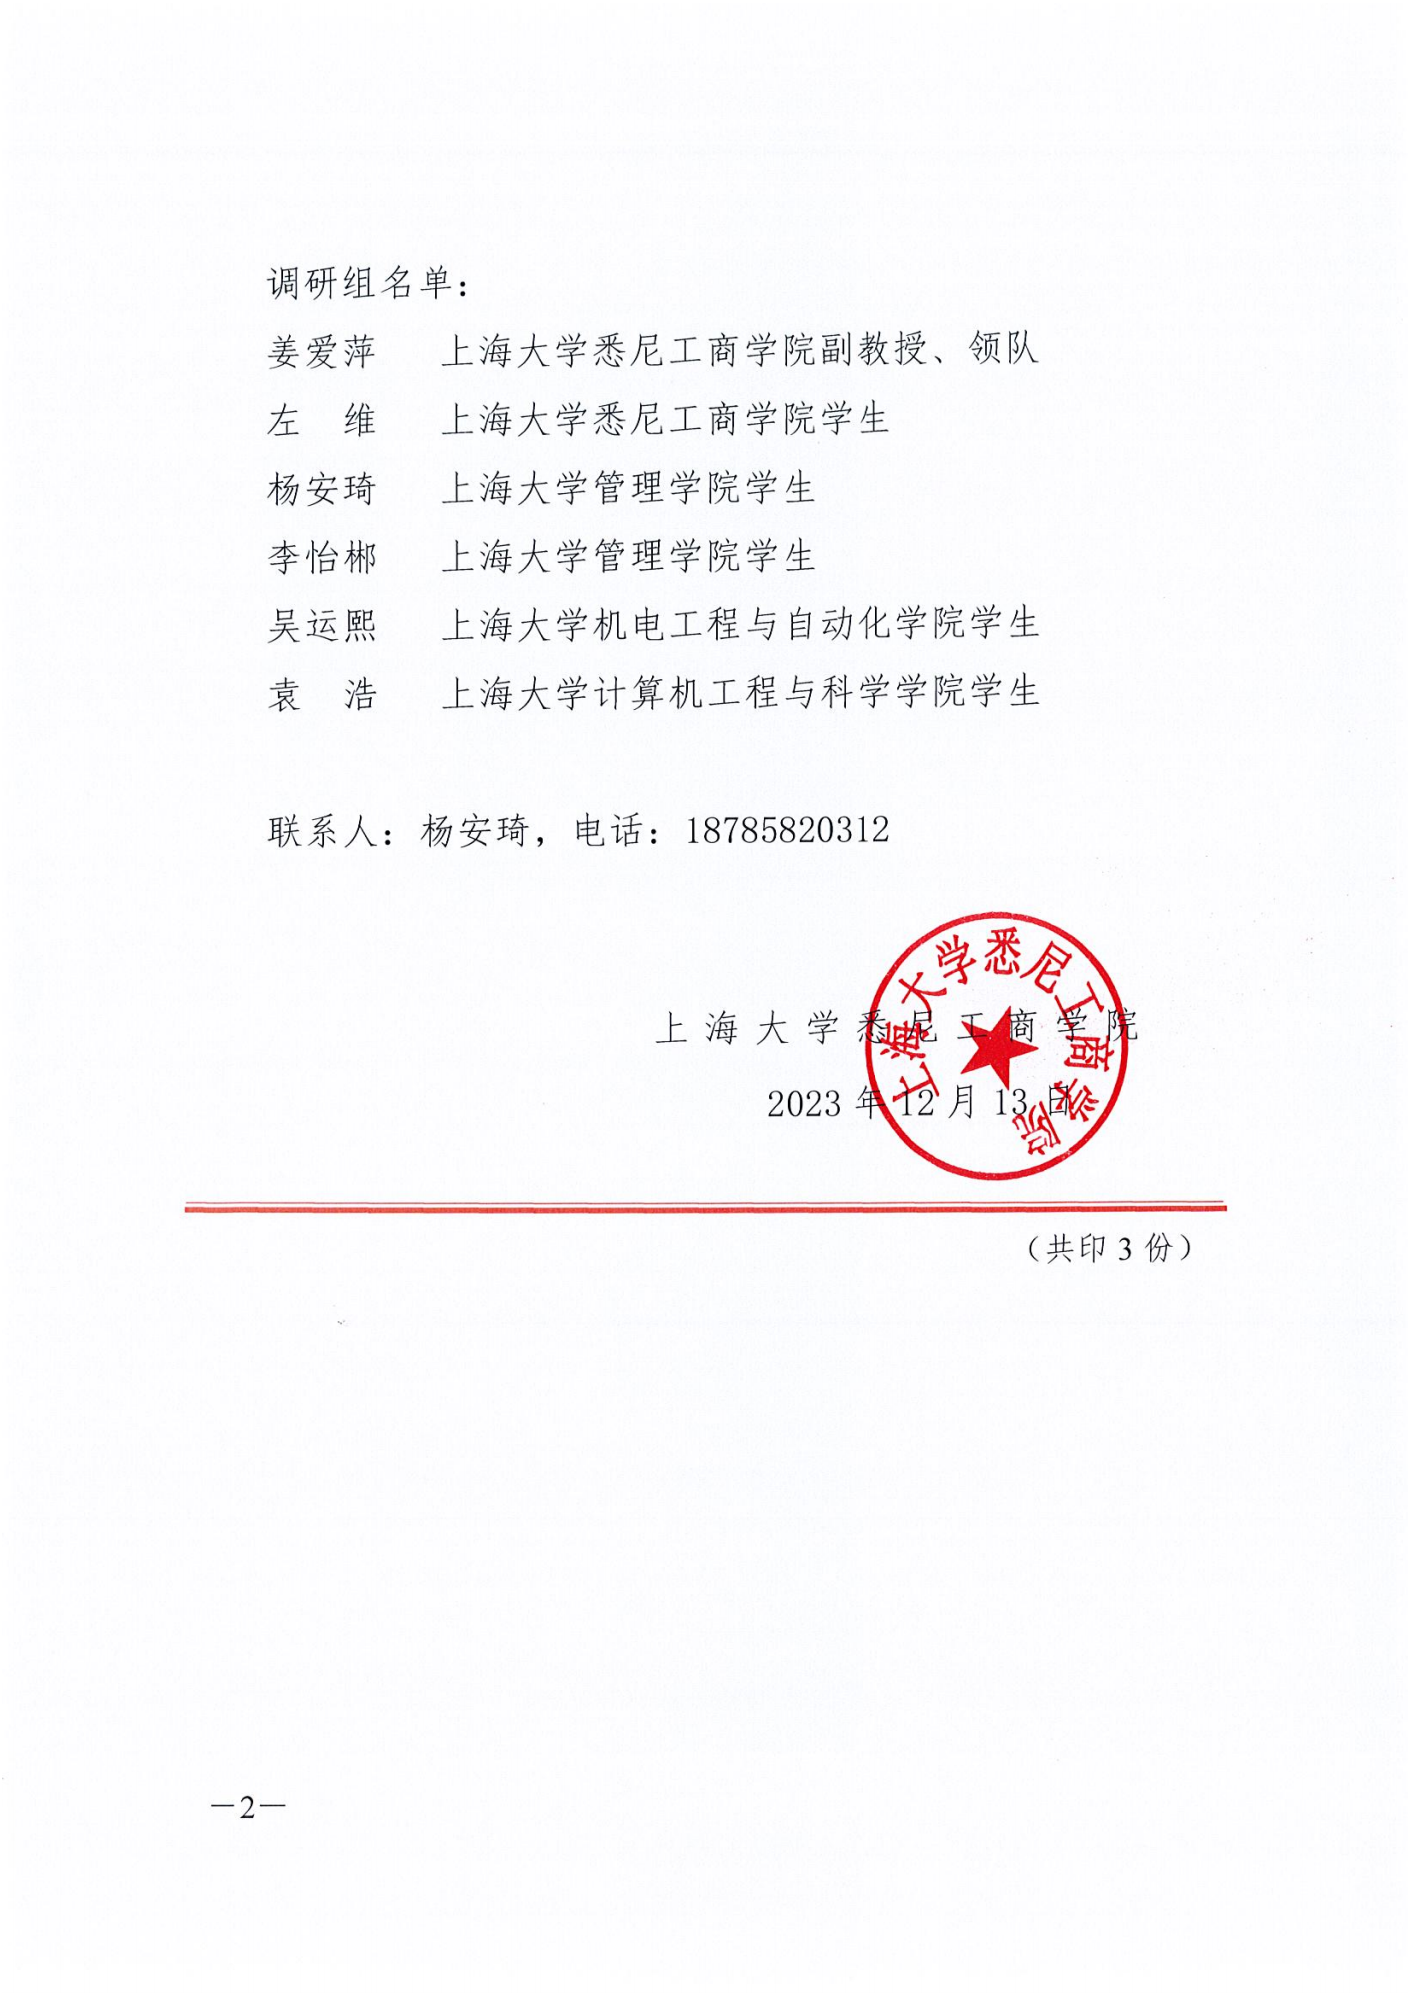 调研组名单：
姜爱萍 上海大学悉尼工商学院副教授、领队
左 维 上海大学悉尼工商学院学生
杨安琦 上海大学管理学院学生
李怡郴 上海大学管理学院学生
吴运熙 上海大学机电工程与自动化学院学生
袁 浩 上海大学计算机工程与科学学院学生
联系人：杨安琦，电话：18785820312
上海大学悉尼工商学院
上海大学悉尼工商学院
2023年12月13日
（共印3份）
—2—